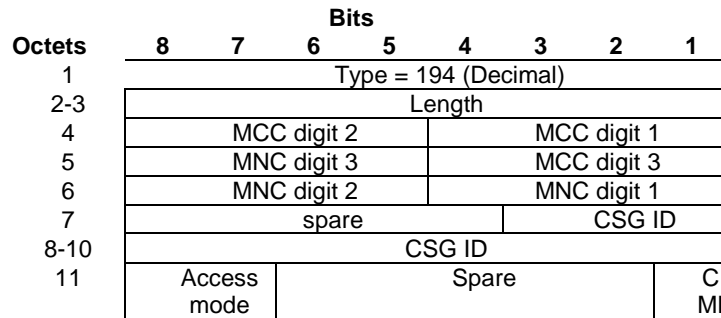 Bits
Octets 8 7 6 5 4 3 2 1
1 Type = 194 (Decimal)
2-3 Length
4 MCC digit 2 MCC digit 1
5 MNC digit 3 MCC digit 3
6 MNC digit 2 MNC digit 1
7 spare CSG ID
8-10 CSG ID
11 Access Spare
mode